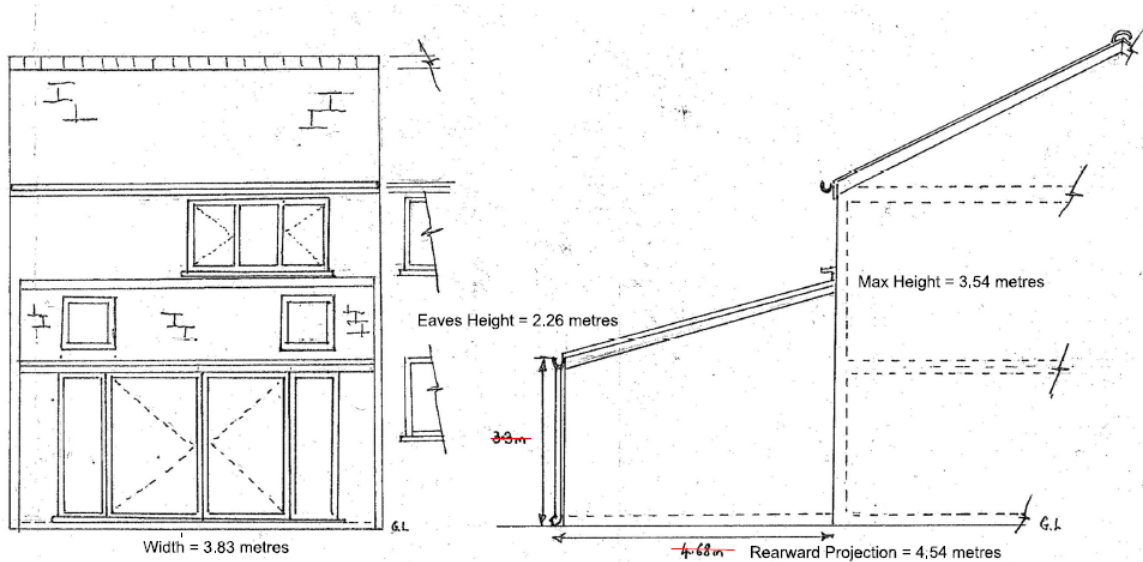 Eaves Height = 2.26 metres
Max Height = 3,54 metres
3.3m
G.L
Width = 3.83 metres
G.L
4.68m Rearward Projection = 4,54 metres